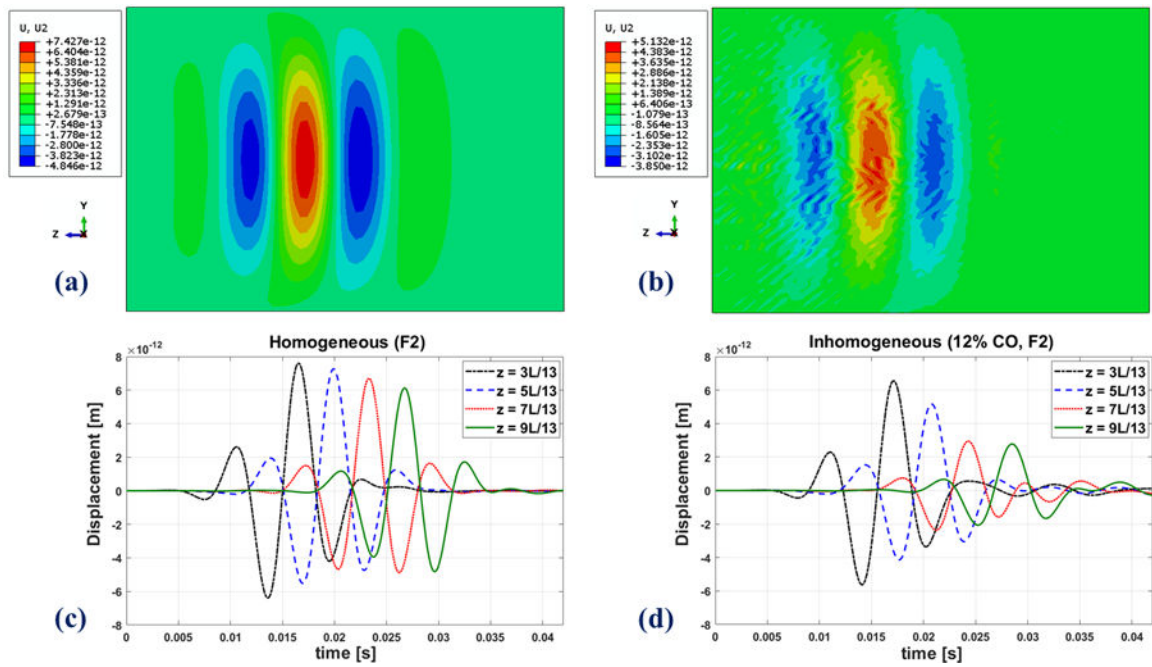 U, U2
+7.427e-12
+6.404e-12
+5.381e-12
+4.359e-12
+3.336e-12
+2.313e-12
+1.291e-12
+2.679e-13
-7.548e-13
-1.778e-12
-2.800e-12
-3.823e-12
-4.846e-12
Y
Z X
(a)
U, U2
+5.132e-12
+4.383e-12
+3.635e-12
+2.886e-12
+2.138e-12
+1.389e-12
+6.406e-13
-1.079e-13
-8.564e-13
-1.605e-12
-2.353e-12
-3.102e-12
-3.850e-12
Y
Z X
(b)
×10⁻¹²
Homogeneous (F2)
8
6
4
2
0
-2
-4
-6
-8
Displacement [m]
z = 3L/13
z = 5L/13
z = 7L/13
z = 9L/13
0 0.005 0.01 0.015 0.02 0.025 0.03 0.035 0.04
time [s]
(c)
×10⁻¹²
Inhomogeneous (12% CO, F2)
8
6
4
2
0
-2
-4
-6
-8
Displacement [m]
z = 3L/13
z = 5L/13
z = 7L/13
z = 9L/13
0 0.005 0.01 0.015 0.02 0.025 0.03 0.035 0.04
time [s]
(d)